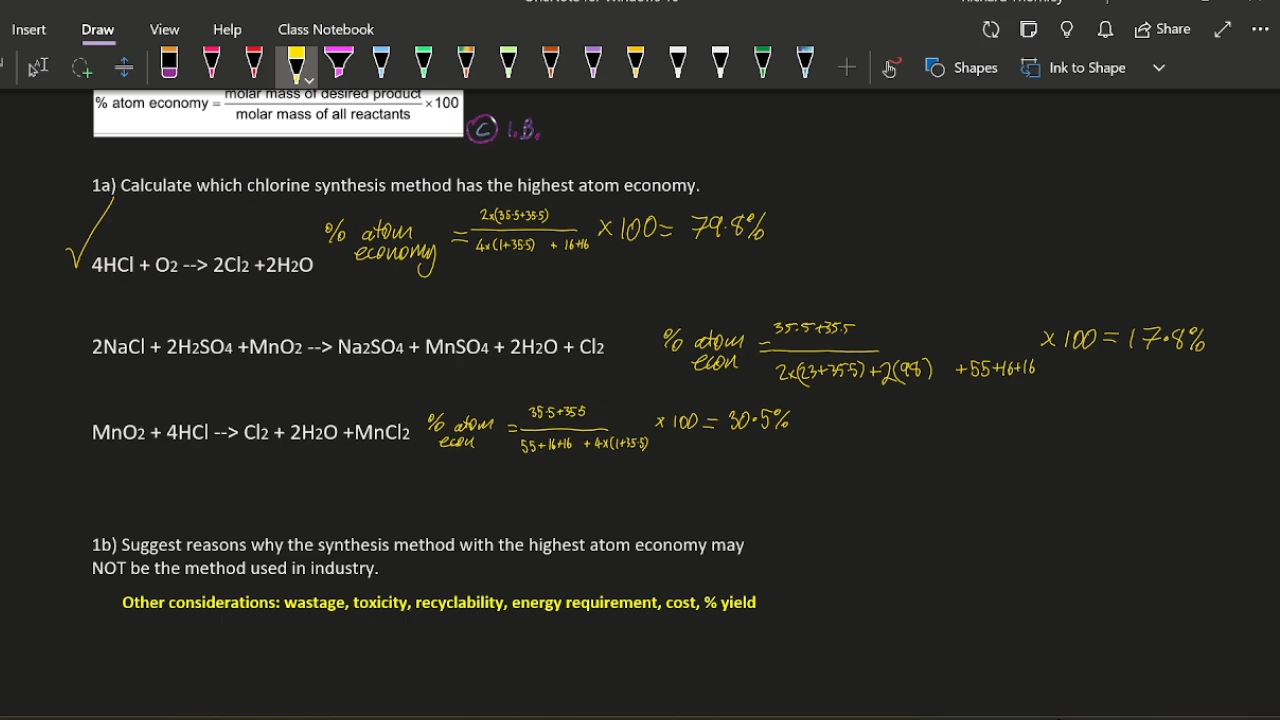 Insert Draw View Help Class Notebook Share
Shapes Ink to Shape
% atom economy = molar mass of desired product
molar mass of all reactants × 100
© I.B.
1a) Calculate which chlorine synthesis method has the highest atom economy.
% atom economy = 2x(35.5+35.5)
4x(1+35.5) + 16+16 × 100 = 79.8%
4HCl + O2 --> 2Cl2 +2H2O
2NaCl + 2H2SO4 +MnO2 --> Na2SO4 + MnSO4 + 2H2O + Cl2
% atom econ = 35.5+35.5
2x(23+35.5)+2(98) +55+16+16 × 100 = 17.8%
MnO2 + 4HCl --> Cl2 + 2H2O +MnCl2
% atom econ = 35.5+35.5
55+16+16 + 4x(1+35.5) × 100 = 30.5%
1b) Suggest reasons why the synthesis method with the highest atom economy may
NOT be the method used in industry.
Other considerations: wastage, toxicity, recyclability, energy requirement, cost, % yield